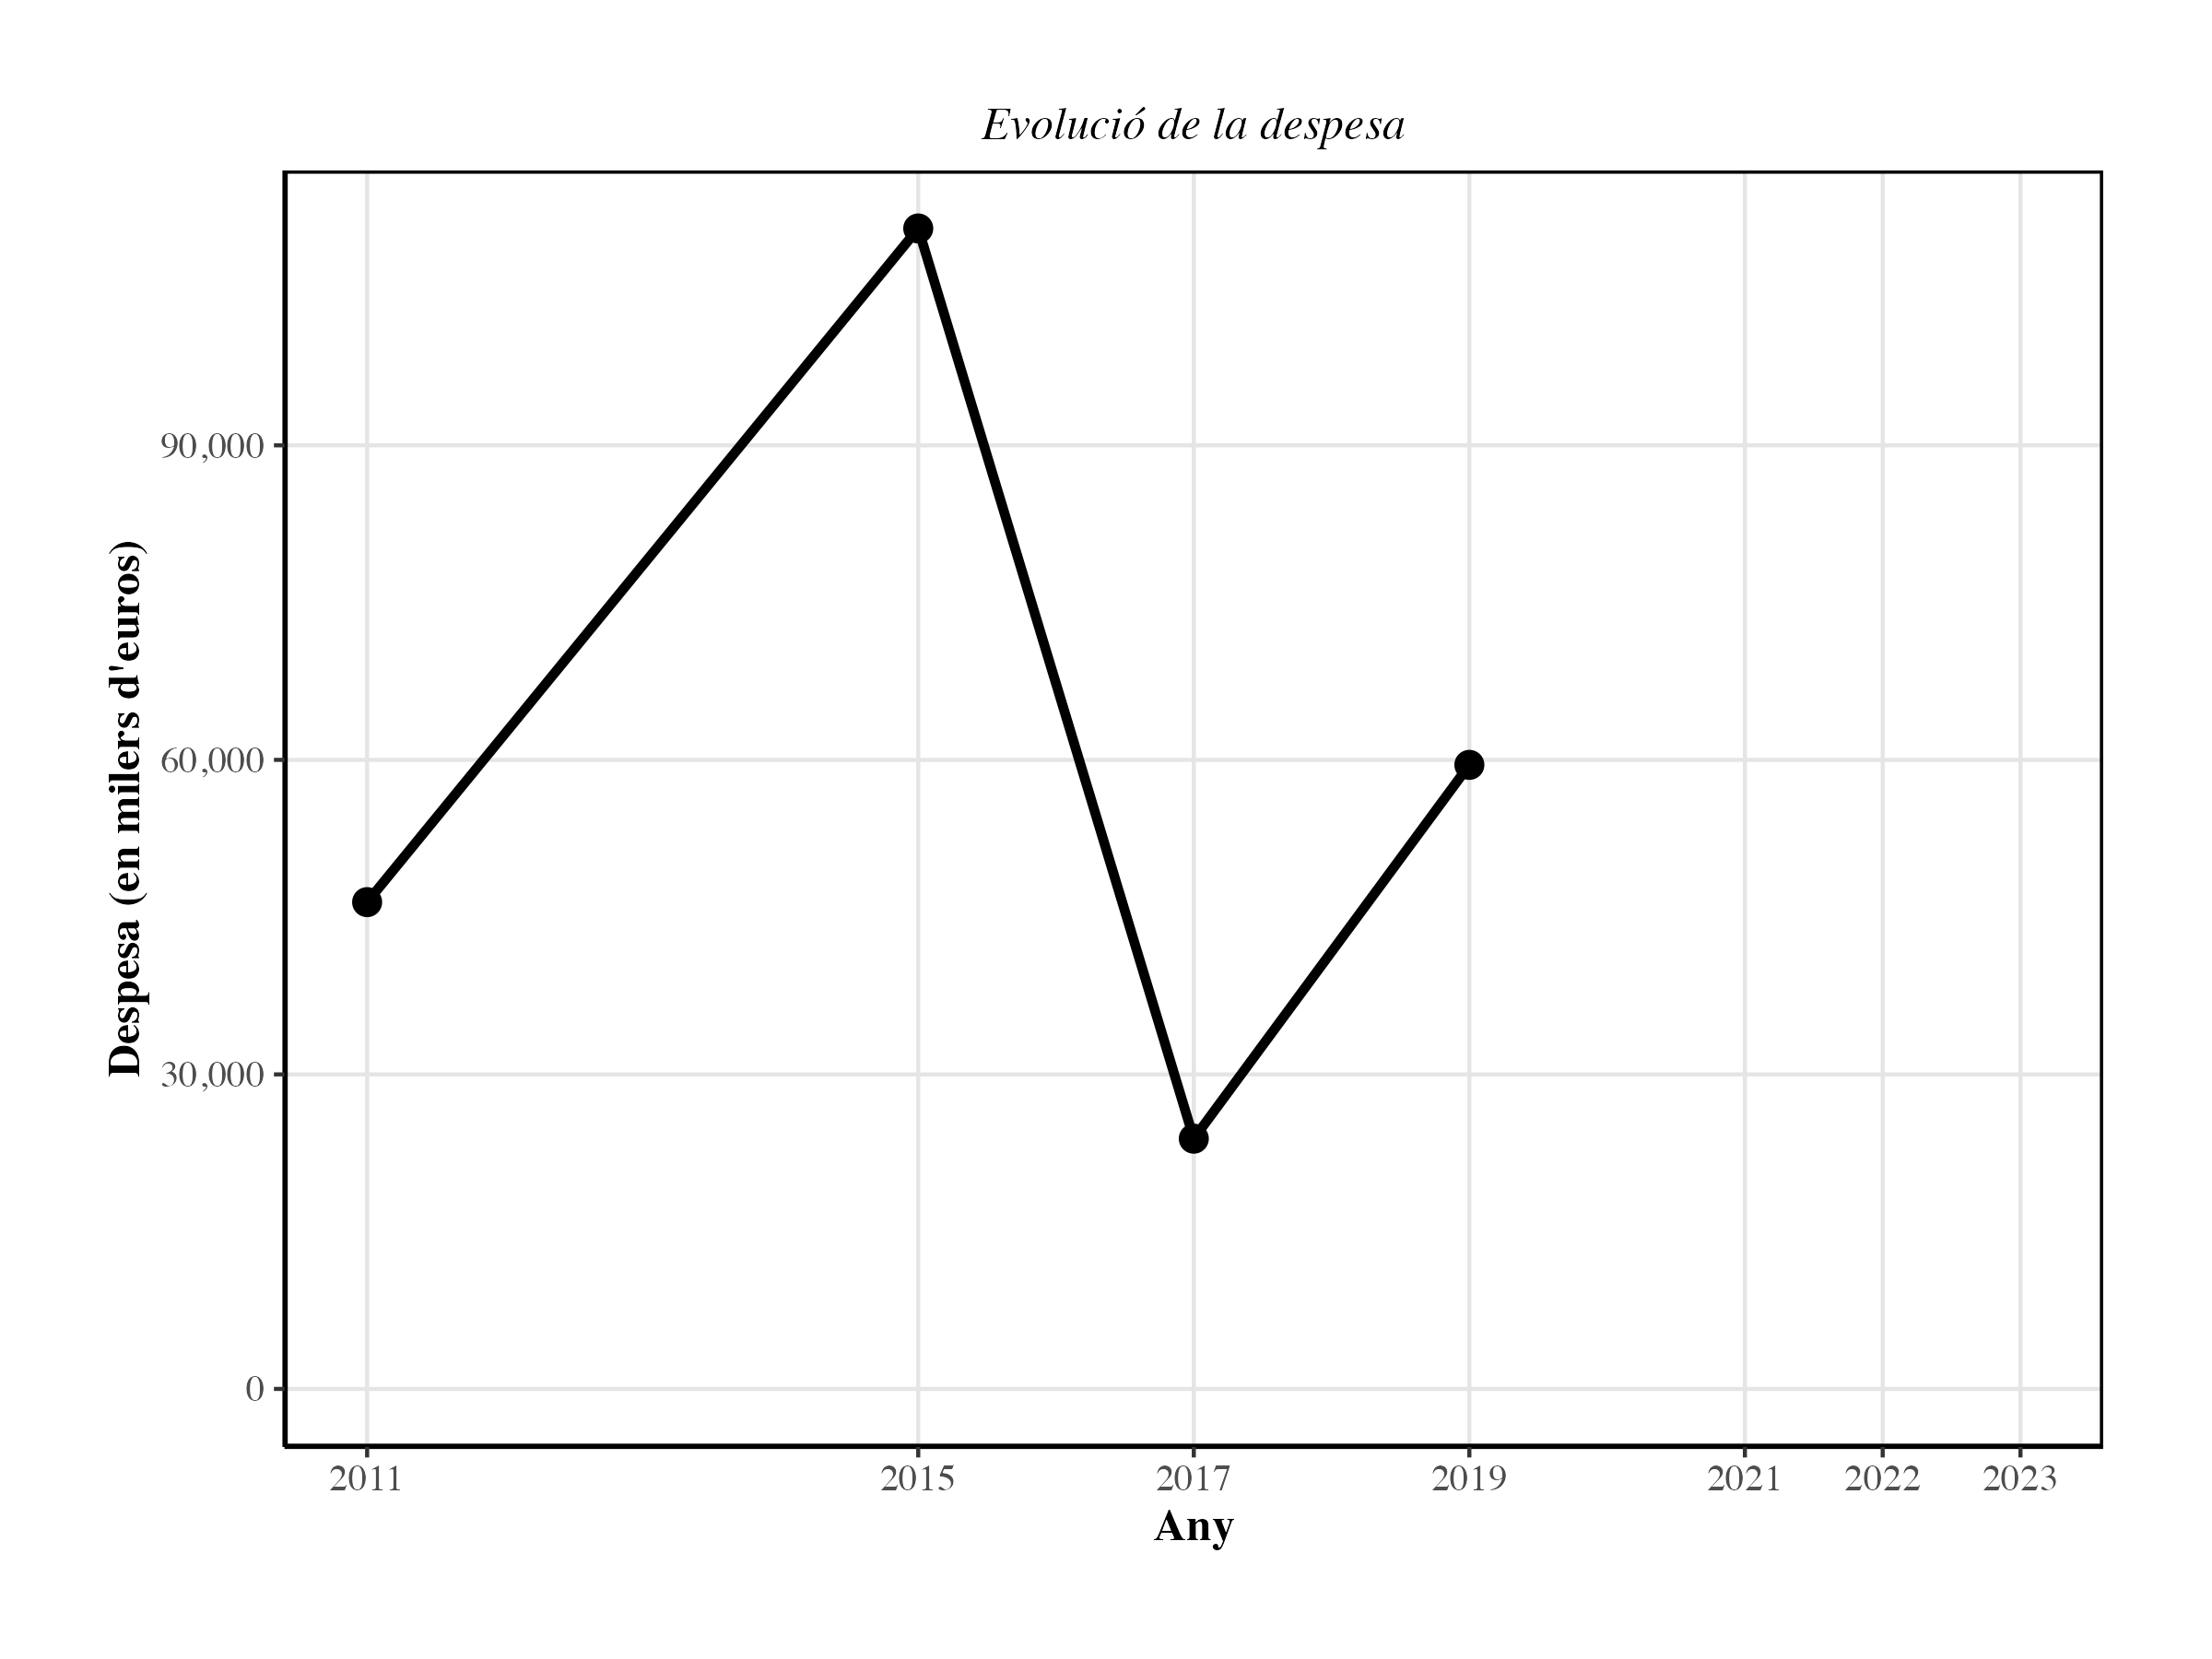 Evolució de la despesa
Despesa (en milers d'euros)
90,000
60,000
30,000
0
2011 2015 2017 2019 2021 2022 2023
Any